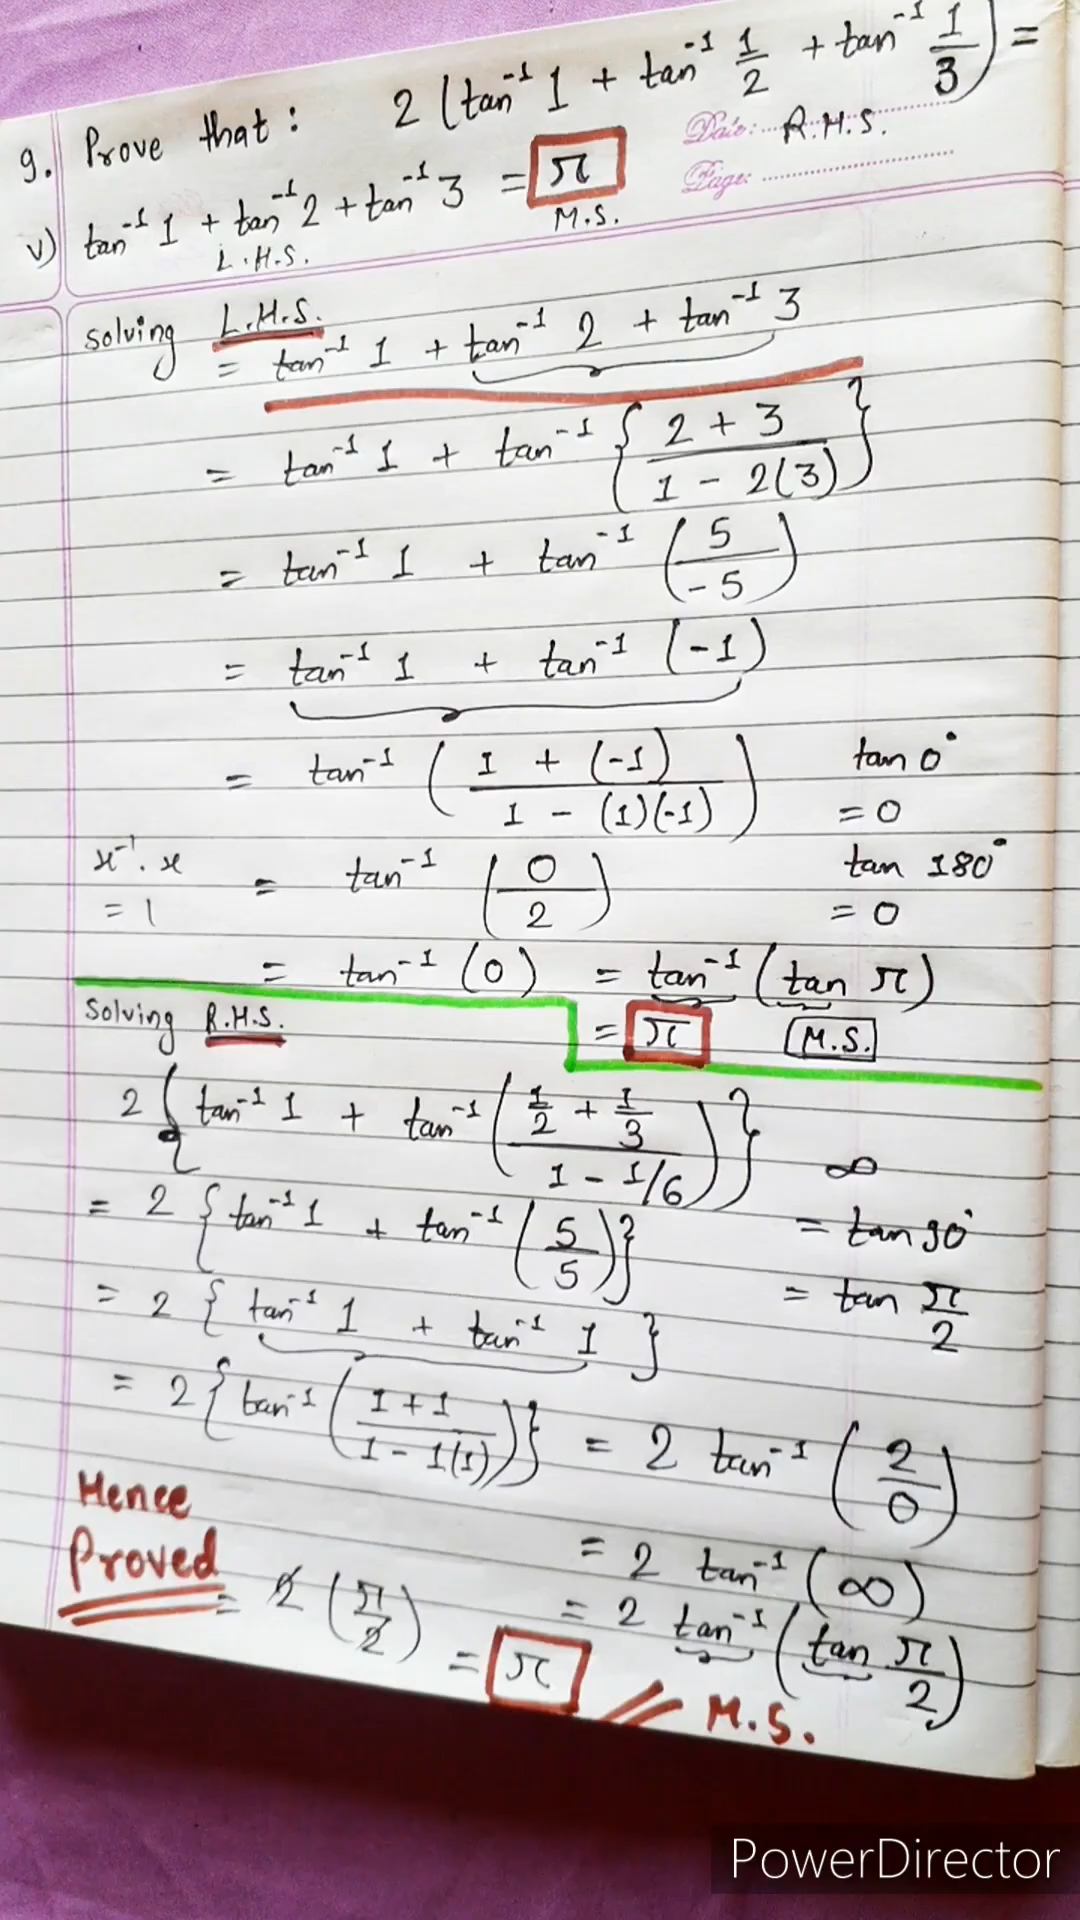 2 (tan⁻¹ 1 + tan⁻¹ 1/2 + tan⁻¹ 1/3) =
9. Prove that :
Date: R.H.S.
Page:
v) tan⁻¹ 1 + tan⁻¹ 2 + tan⁻¹ 3 = π
L.H.S. M.S.
Solving L.H.S.
= tan⁻¹ 1 + tan⁻¹ 2 + tan⁻¹ 3
= tan⁻¹ 1 + tan⁻¹ { (2 + 3) / (1 - 2(3)) }
= tan⁻¹ 1 + tan⁻¹ (5 / -5)
= tan⁻¹ 1 + tan⁻¹ (-1)
= tan⁻¹ ( (1 + (-1)) / (1 - (1)(-1)) ) tan 0° = 0
x⁻¹. x = 1
= tan⁻¹ (0/2) tan 180° = 0
= tan⁻¹ (0) = tan⁻¹ (tan π)
= π M.S.
Solving R.H.S.
2 { tan⁻¹ 1 + tan⁻¹ ( (1/2 + 1/3) / (1 - 1/6) ) } ∞
= 2 { tan⁻¹ 1 + tan⁻¹ (5/5) } = tan 90°
= 2 { tan⁻¹ 1 + tan⁻¹ 1 } = tan π/2
= 2 { tan⁻¹ ( (1 + 1) / (1 - 1(1)) ) } = 2 tan⁻¹ (2/0)
= 2 tan⁻¹ (∞)
= 2 tan⁻¹ (tan π/2)
= 2 (π/2)
= π // M.S.
Hence
Proved
PowerDirector